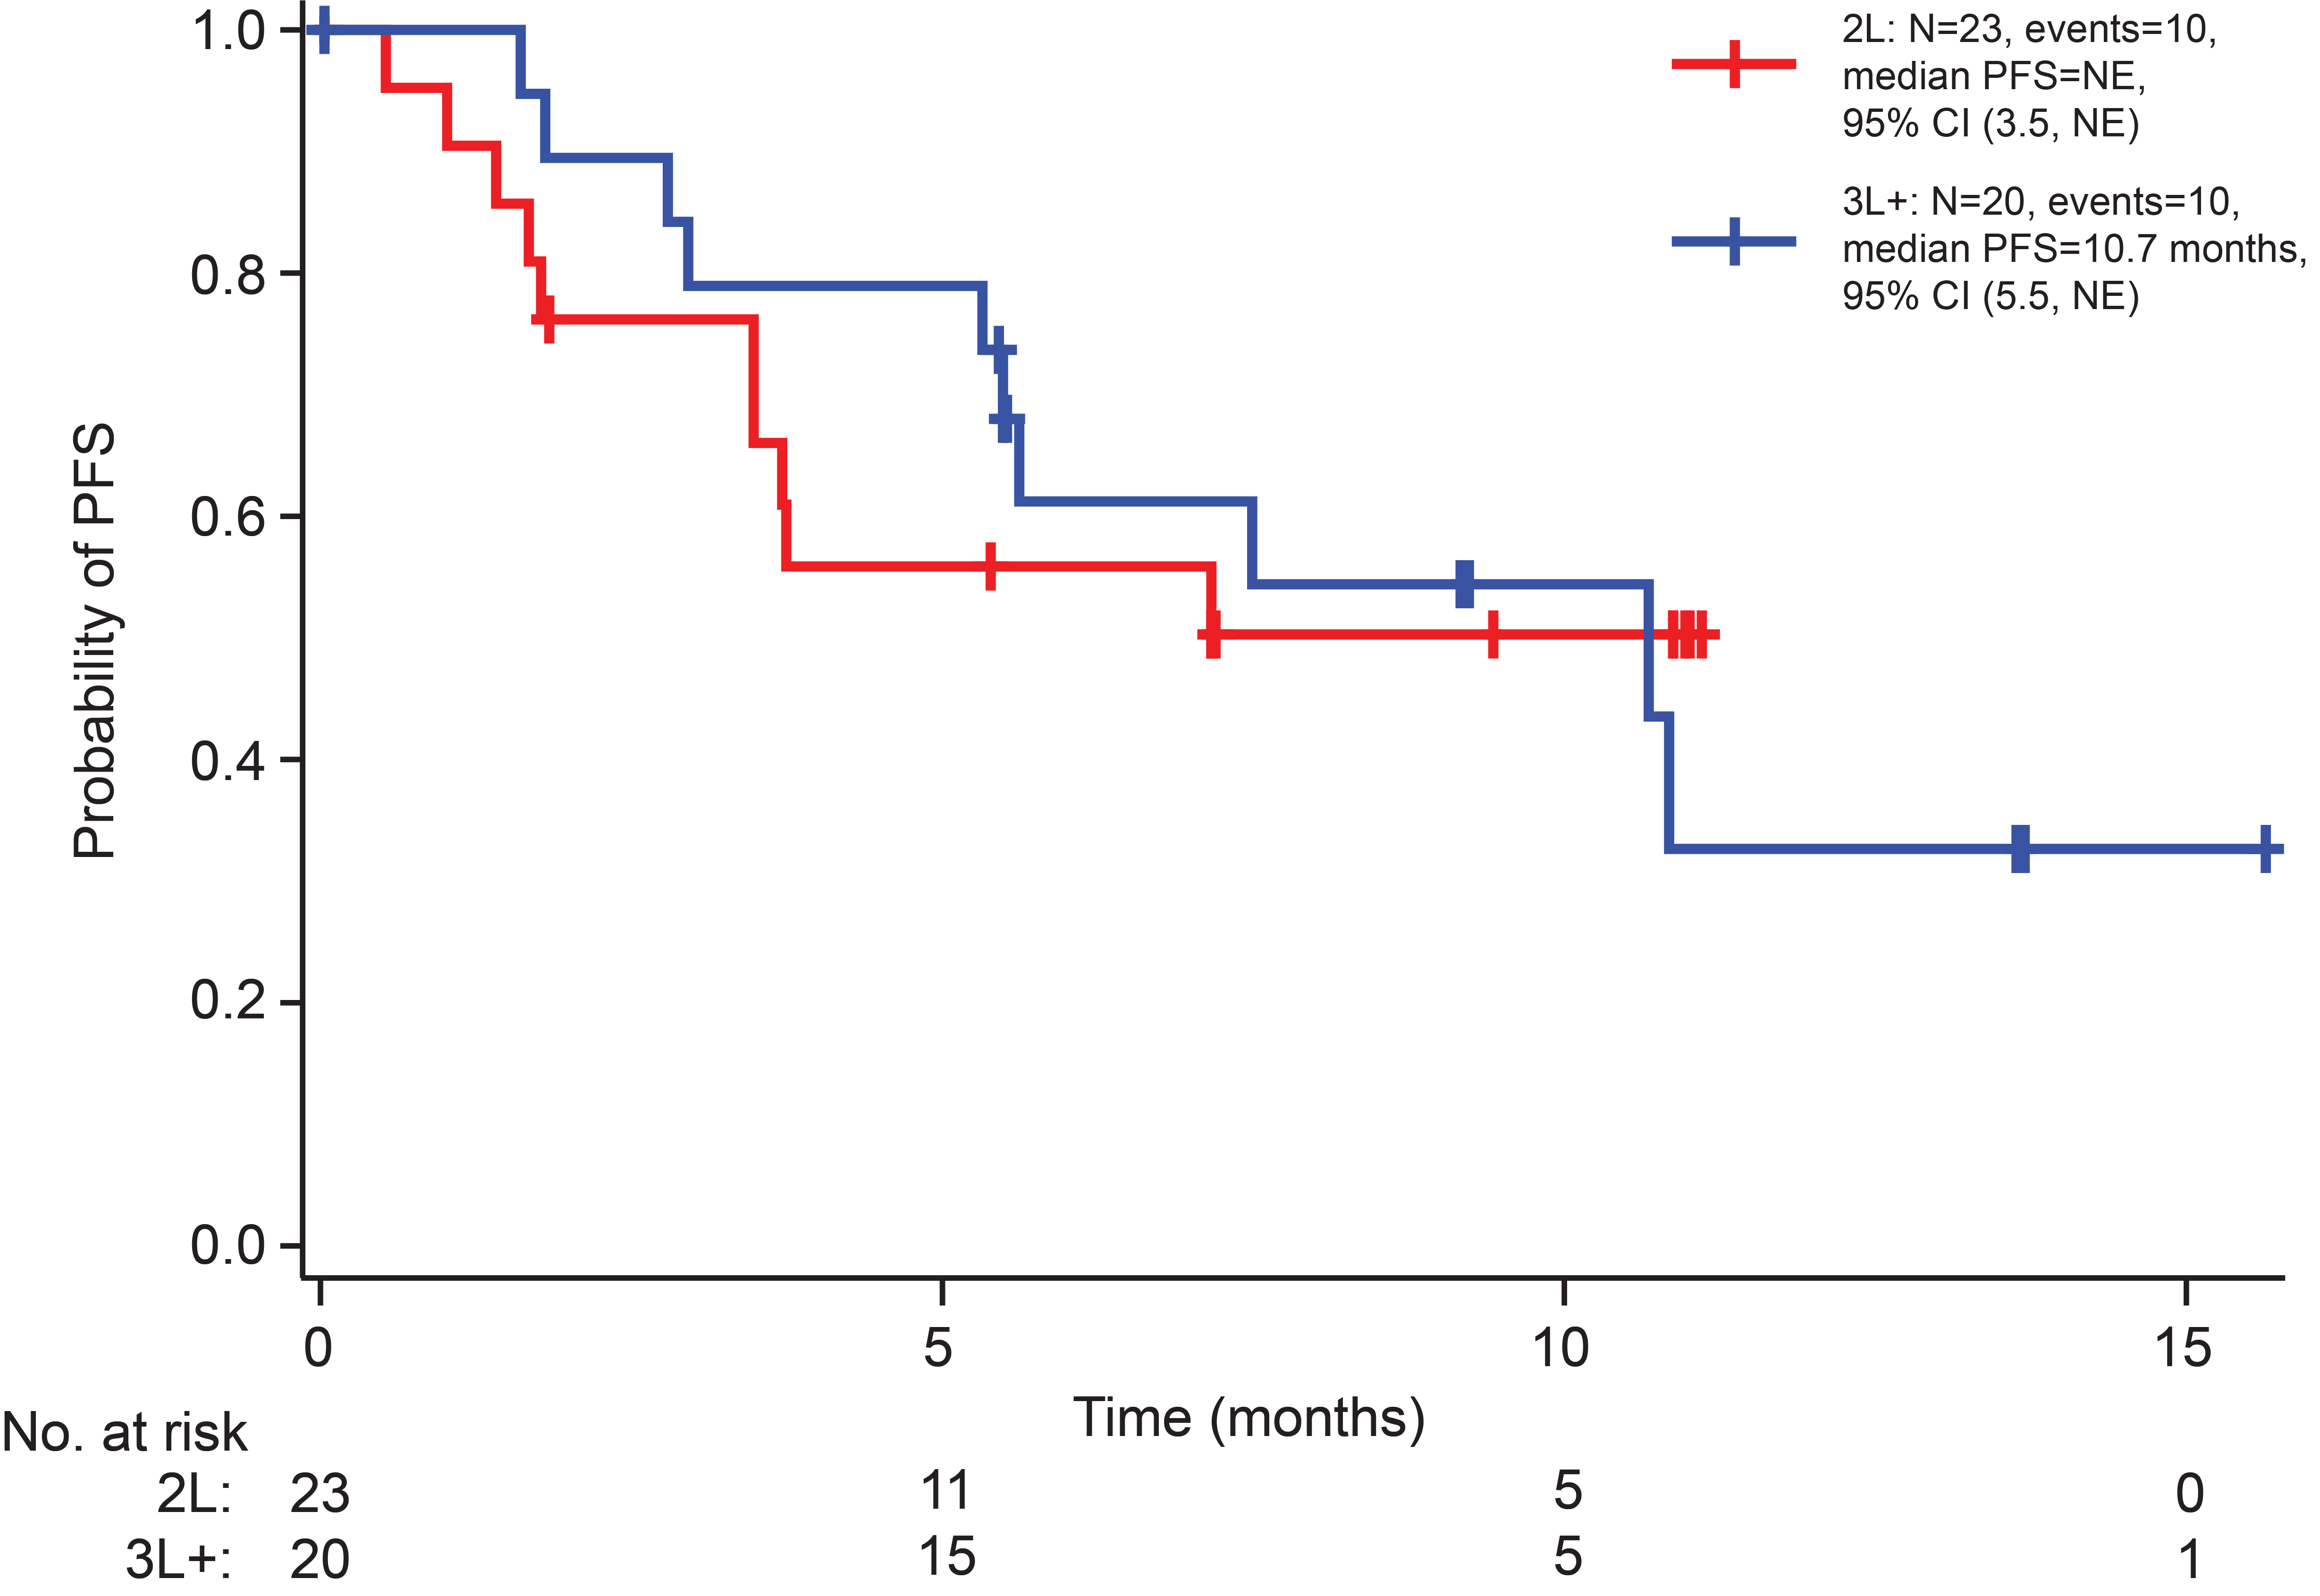 1.0
0.8
0.6
0.4
0.2
0.0
Probability of PFS
2L: N=23, events=10,
median PFS=NE,
95% CI (3.5, NE)
3L+: N=20, events=10,
median PFS=10.7 months,
95% CI (5.5, NE)
0 5 10 15
Time (months)
No. at risk
2L: 23 11 5 0
3L+: 20 15 5 1